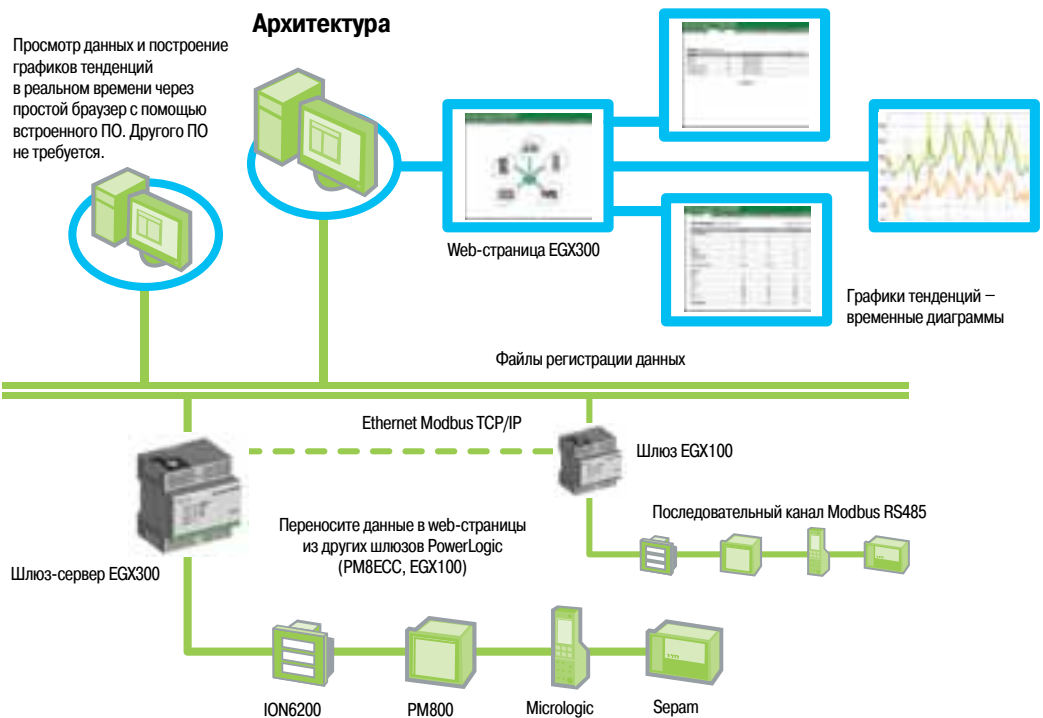 Архитектура
Просмотр данных и построение
графиков тенденций
в реальном времени через
простой браузер с помощью
встроенного ПО. Другого ПО
не требуется.
Web-страница EGX300
Графики тенденций –
временные диаграммы
Файлы регистрации данных
Ethernet Modbus TCP/IP
Шлюз EGX100
Последовательный канал Modbus RS485
Переносите данные в web-страницы
из других шлюзов PowerLogic
(PM8ECC, EGX100)
Шлюз-сервер EGX300
ION6200
PM800
Micrologic
Sepam